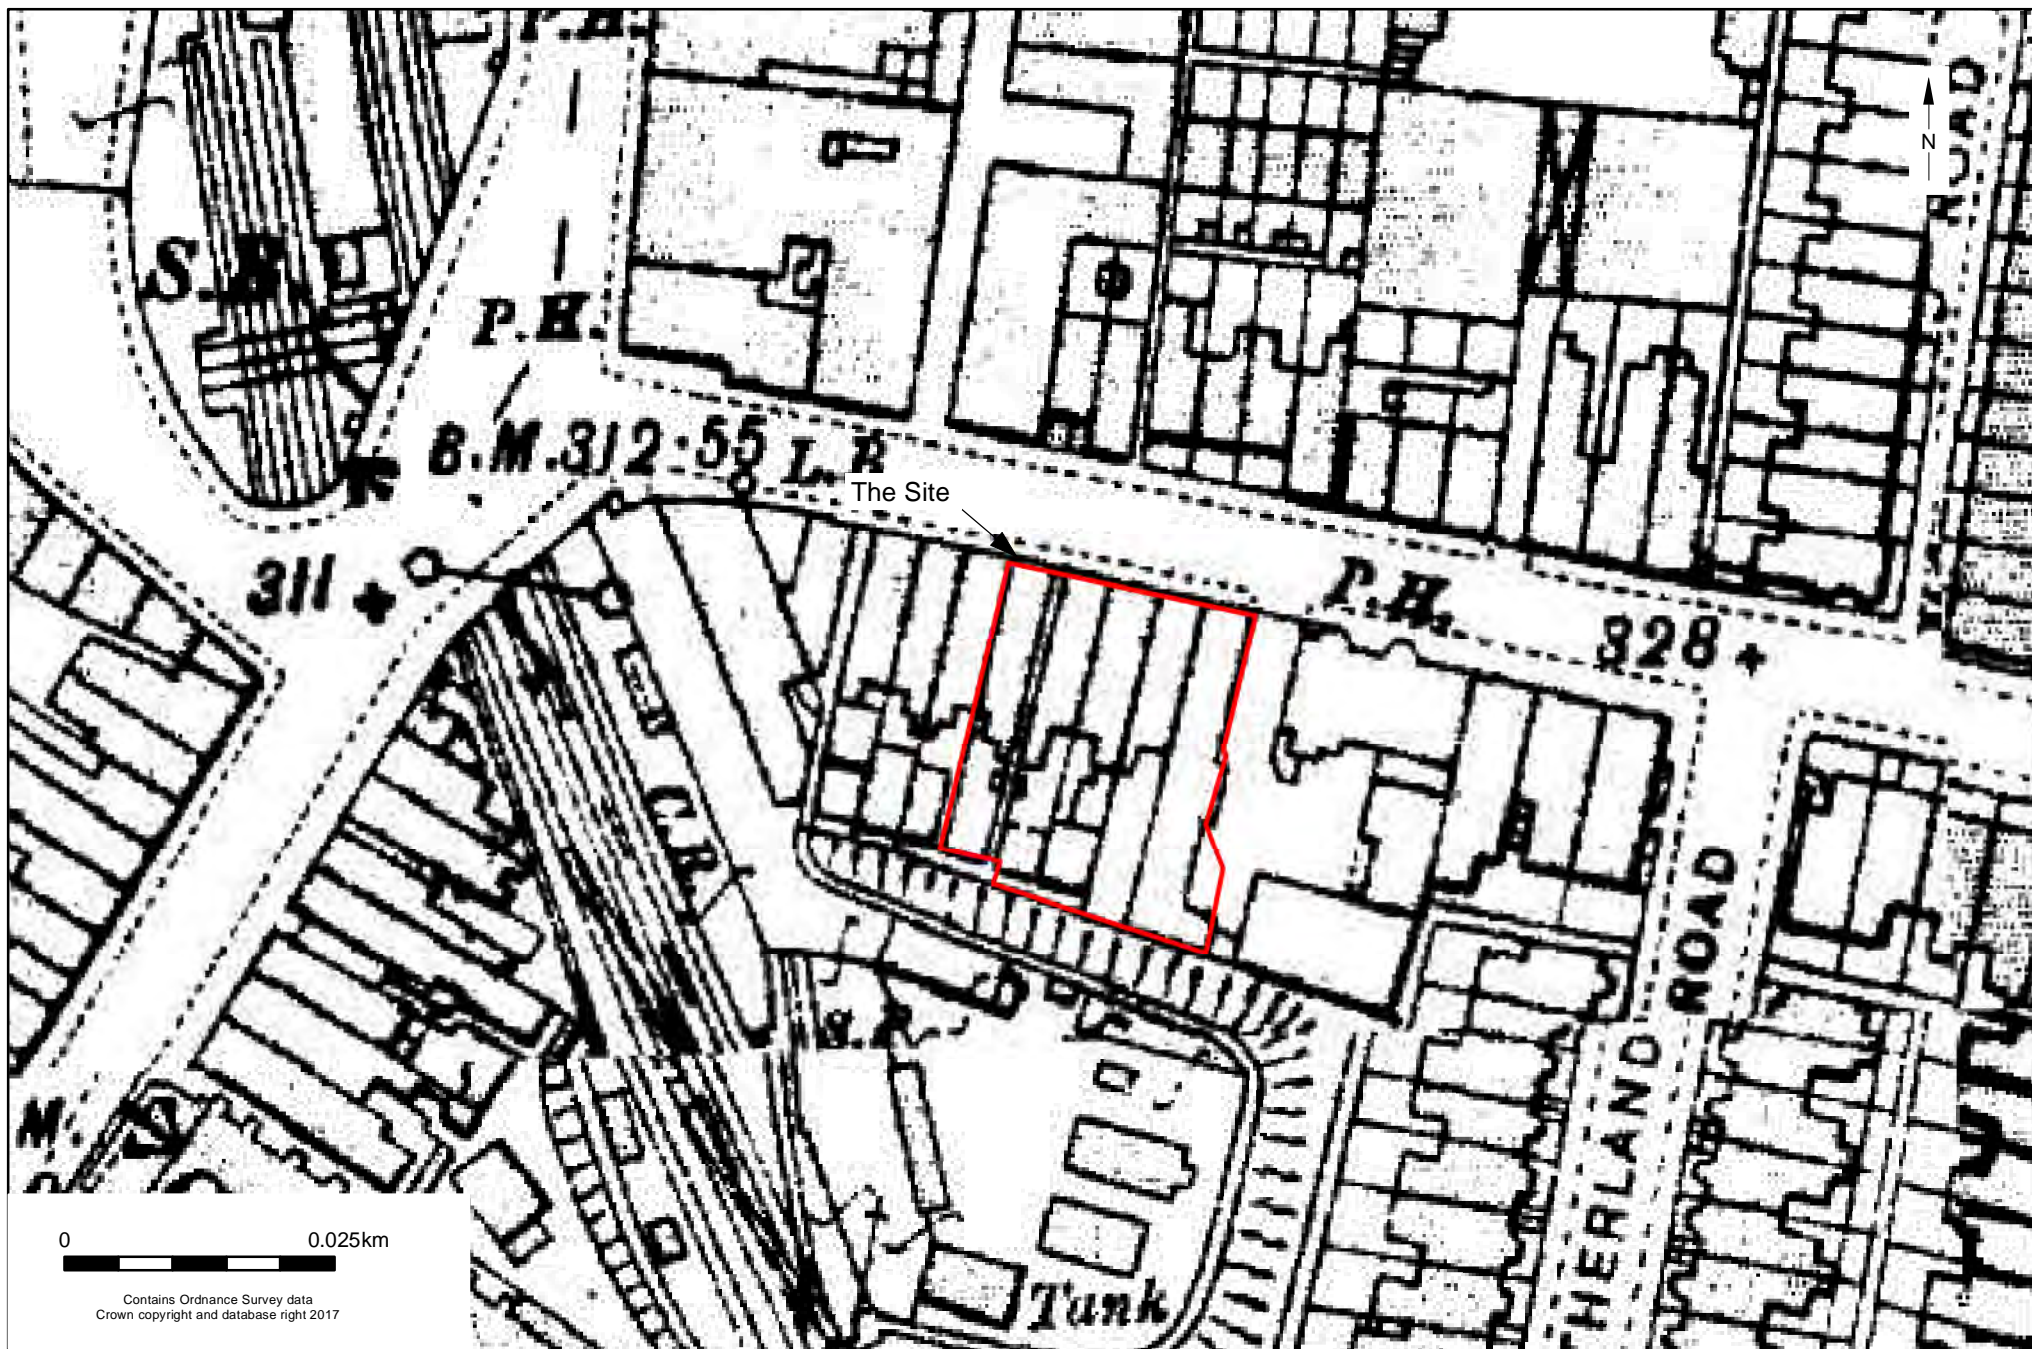 P.H.
ROAD
N
S.B.
P.H.
B.M.312·55
L.B.
The Site
311
P.H.
328
C.R.
ROAD
S.P.
M.
THERLAND
Tank
0 0.025km
Contains Ordnance Survey data
Crown copyright and database right 2017